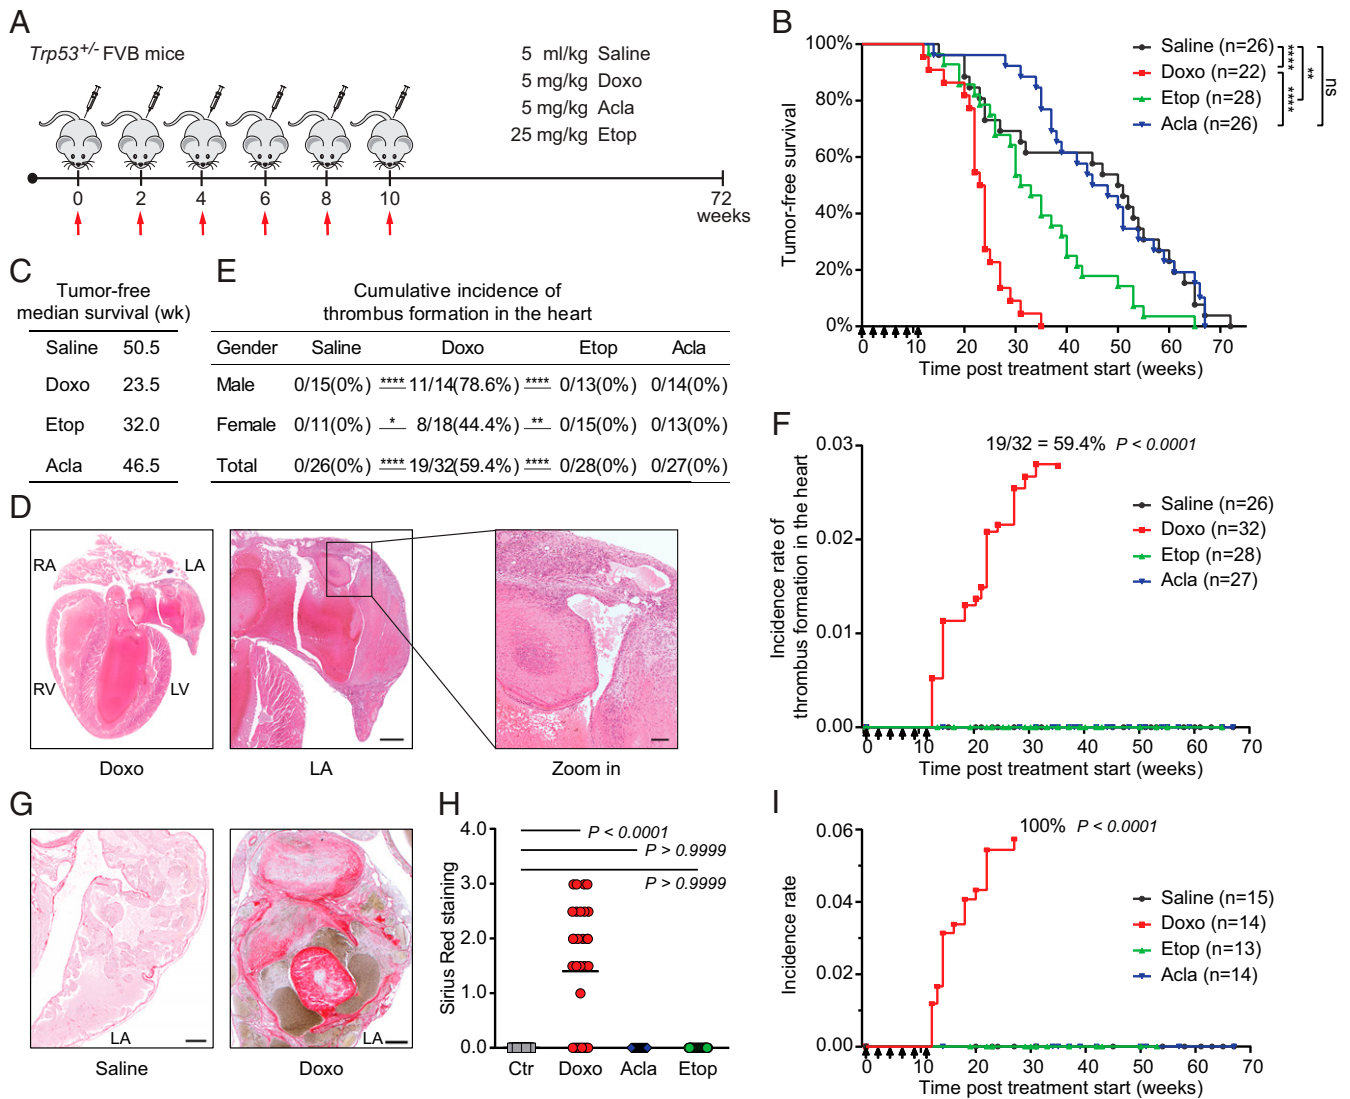 A
Trp53+/- FVB mice
5 ml/kg Saline
5 mg/kg Doxo
5 mg/kg Acla
25 mg/kg Etop
0 2 4 6 8 10 72
weeks
B
Tumor-free survival
100%
80%
60%
40%
20%
0%
0 10 20 30 40 50 60 70
Time post treatment start (weeks)
Saline (n=26)
Doxo (n=22)
Etop (n=28)
Acla (n=26)
**** **** ** ns
C
Tumor-free
median survival (wk)
Saline 50.5
Doxo 23.5
Etop 32.0
Acla 46.5
E
Cumulative incidence of
thrombus formation in the heart
Gender Saline Doxo Etop Acla
Male 0/15(0%) **** 11/14(78.6%) **** 0/13(0%) 0/14(0%)
Female 0/11(0%) * 8/18(44.4%) ** 0/15(0%) 0/13(0%)
Total 0/26(0%) **** 19/32(59.4%) **** 0/28(0%) 0/27(0%)
D
RA LA
RV LV
Doxo
LA
Zoom in
F
Incidence rate of
thrombus formation in the heart
0.03
0.02
0.01
0.00
0 10 20 30 40 50 60 70
Time post treatment start (weeks)
19/32 = 59.4% P < 0.0001
Saline (n=26)
Doxo (n=32)
Etop (n=28)
Acla (n=27)
G
LA
Saline
LA
Doxo
H
Sirius Red staining
4.0
3.0
2.0
1.0
0.0
P < 0.0001
P > 0.9999
P > 0.9999
Ctr Doxo Acla Etop
I
Incidence rate
0.06
0.04
0.02
0.00
0 10 20 30 40 50 60 70
Time post treatment start (weeks)
100% P < 0.0001
Saline (n=15)
Doxo (n=14)
Etop (n=13)
Acla (n=14)